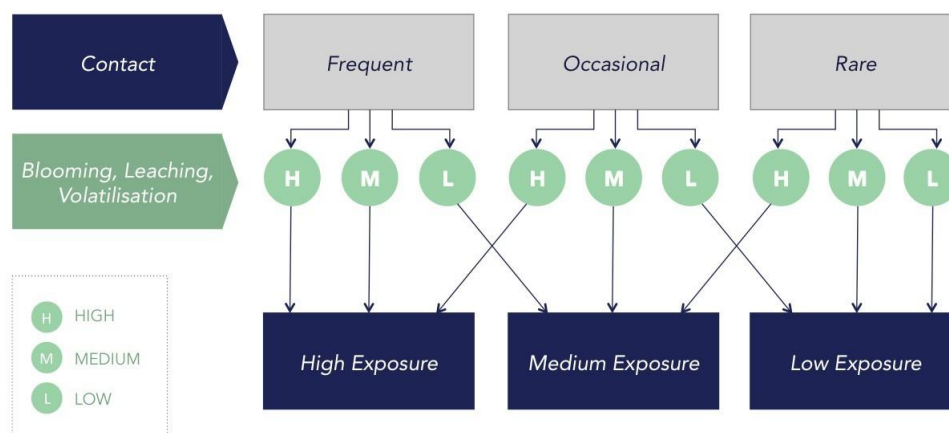 Contact
Frequent
Occasional
Rare
Blooming, Leaching,
Volatilisation
H
M
L
H
M
L
H
M
L
H HIGH
M MEDIUM
L LOW
High Exposure
Medium Exposure
Low Exposure